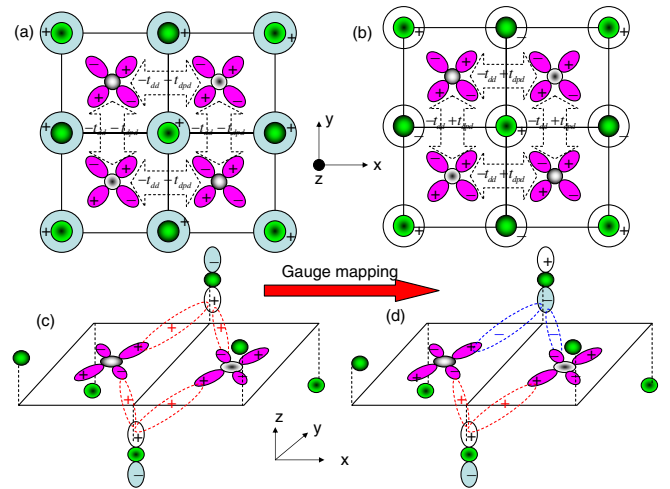 (a)
+ + +
− + + −
−t_dd − t_dpd
+ − − +
+ −t_dd − t_dpd + −t_dd − t_dpd +
+ − − +
−t_dd − t_dpd
− + + −
+ + +
y
z
x
(b)
+ − +
− + + −
−t_dd + t_dpd
+ − − +
− −t_dd + t_dpd + −t_dd + t_dpd −
+ − − +
−t_dd + t_dpd
− + + −
+ − +
Gauge mapping
(c)
−
+
+ +
+ +
+ +
+ +
+
−
(d)
+
−
− −
+ +
+ +
+ +
+
−
z
y
x